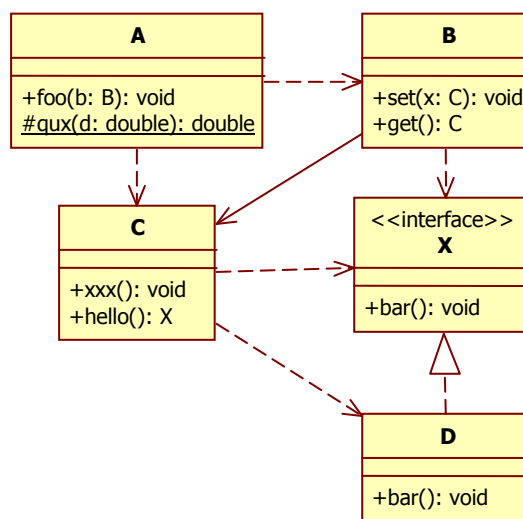 A
+foo(b: B): void
#qux(d: double): double
B
+set(x: C): void
+get(): C
C
+xxx(): void
+hello(): X
<<interface>>
X
+bar(): void
D
+bar(): void